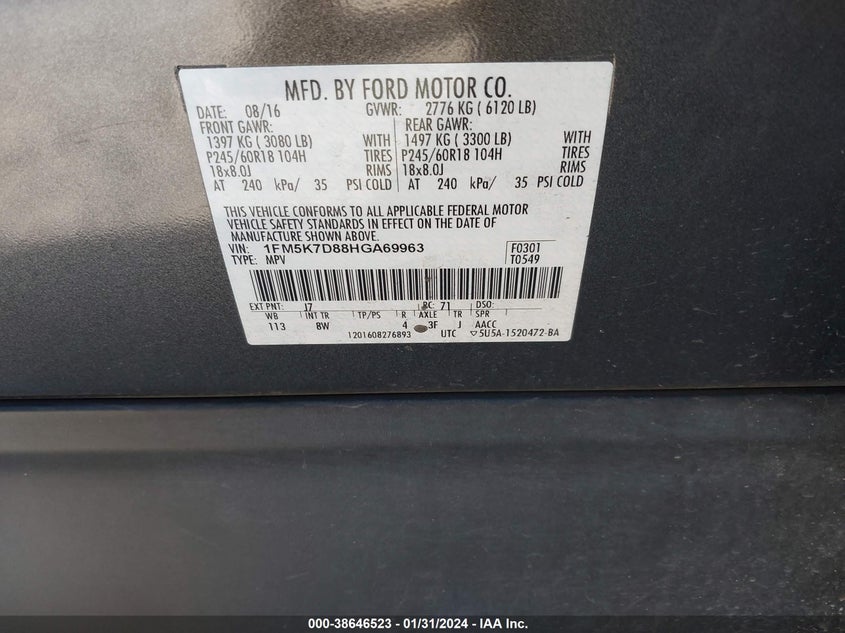 MFD. BY FORD MOTOR CO.
DATE: 08/16 GVWR: 2776 KG ( 6120 LB)
FRONT GAWR: REAR GAWR:
1397 KG ( 3080 LB) WITH 1497 KG ( 3300 LB) WITH
P245/60R18 104H TIRES P245/60R18 104H TIRES
18x8.0J RIMS 18x8.0J RIMS
AT 240 kPa/ 35 PSI COLD AT 240 kPa/ 35 PSI COLD
THIS VEHICLE CONFORMS TO ALL APPLICABLE FEDERAL MOTOR
VEHICLE SAFETY STANDARDS IN EFFECT ON THE DATE OF
MANUFACTURE SHOWN ABOVE.
VIN: 1FM5K7D88HGA69963 F0301
TYPE: MPV T0549
EXT PNT: J7 RC: 71 DSO:
WB INT TR TP/PS R AXLE TR SPR
113 8W 4 3F J AACC
1201608276893 UTC ▽5U5A-1520472-BA
000-38646523 / 01/31/2024 - IAA Inc.